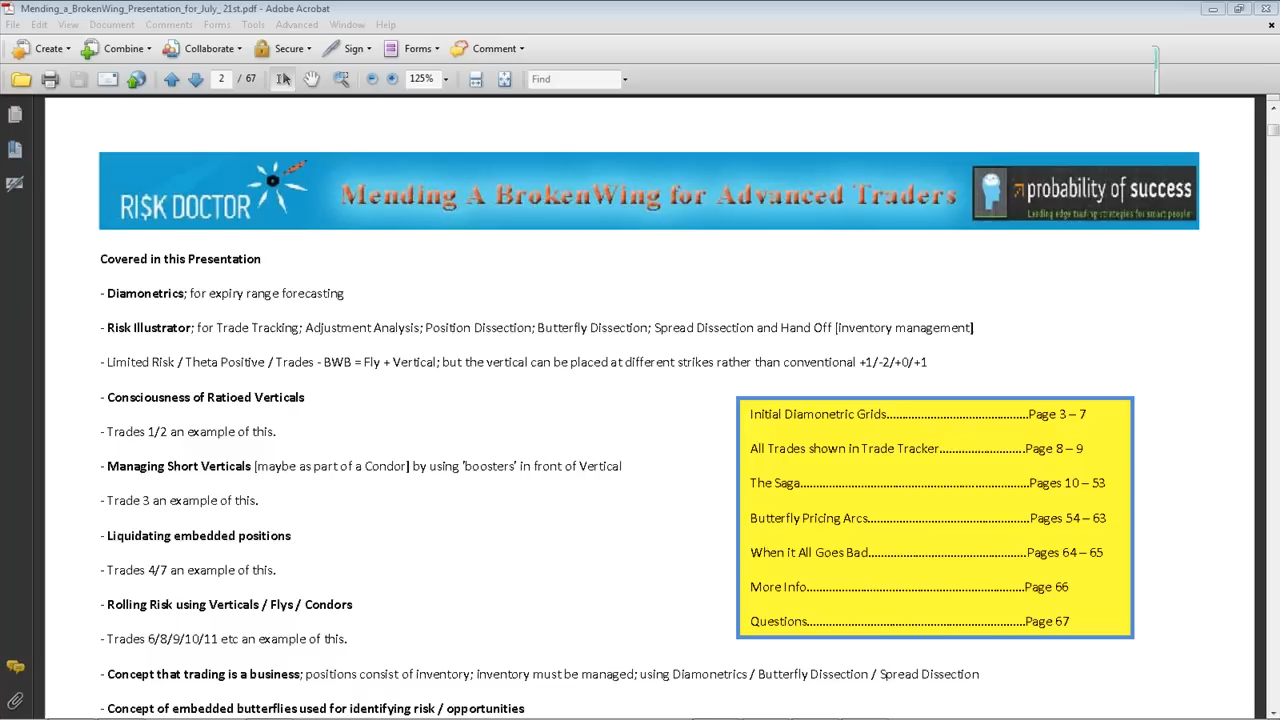 Mending_a_BrokenWing_Presentation_for_July_ 21st.pdf - Adobe Acrobat
File Edit View Document Comments Forms Tools Advanced Window Help
Create Combine Collaborate Secure Sign Forms Comment
2 / 67 125% Find
RI$K DOCTOR
Mending A BrokenWing for Advanced Traders
probability of success
Leading edge trading strategies for smart people
Covered in this Presentation
- Diamonetrics; for expiry range forecasting
- Risk Illustrator; for Trade Tracking; Adjustment Analysis; Position Dissection; Butterfly Dissection; Spread Dissection and Hand Off [inventory management]
- Limited Risk / Theta Positive / Trades - BWB = Fly + Vertical; but the vertical can be placed at different strikes rather than conventional +1/-2/+0/+1
- Consciousness of Ratioed Verticals
- Trades 1/2 an example of this.
- Managing Short Verticals [maybe as part of a Condor] by using 'boosters' in front of Vertical
- Trade 3 an example of this.
- Liquidating embedded positions
- Trades 4/7 an example of this.
- Rolling Risk using Verticals / Flys / Condors
- Trades 6/8/9/10/11 etc an example of this.
- Concept that trading is a business; positions consist of inventory; inventory must be managed; using Diamonetrics / Butterfly Dissection / Spread Dissection
- Concept of embedded butterflies used for identifying risk / opportunities
Initial Diamonetric Grids................................................Page 3 – 7
All Trades shown in Trade Tracker.............................Page 8 – 9
The Saga...............................................................................Pages 10 – 53
Butterfly Pricing Arcs.......................................................Pages 54 – 63
When it All Goes Bad......................................................Pages 64 – 65
More Info............................................................................Page 66
Questions............................................................................Page 67